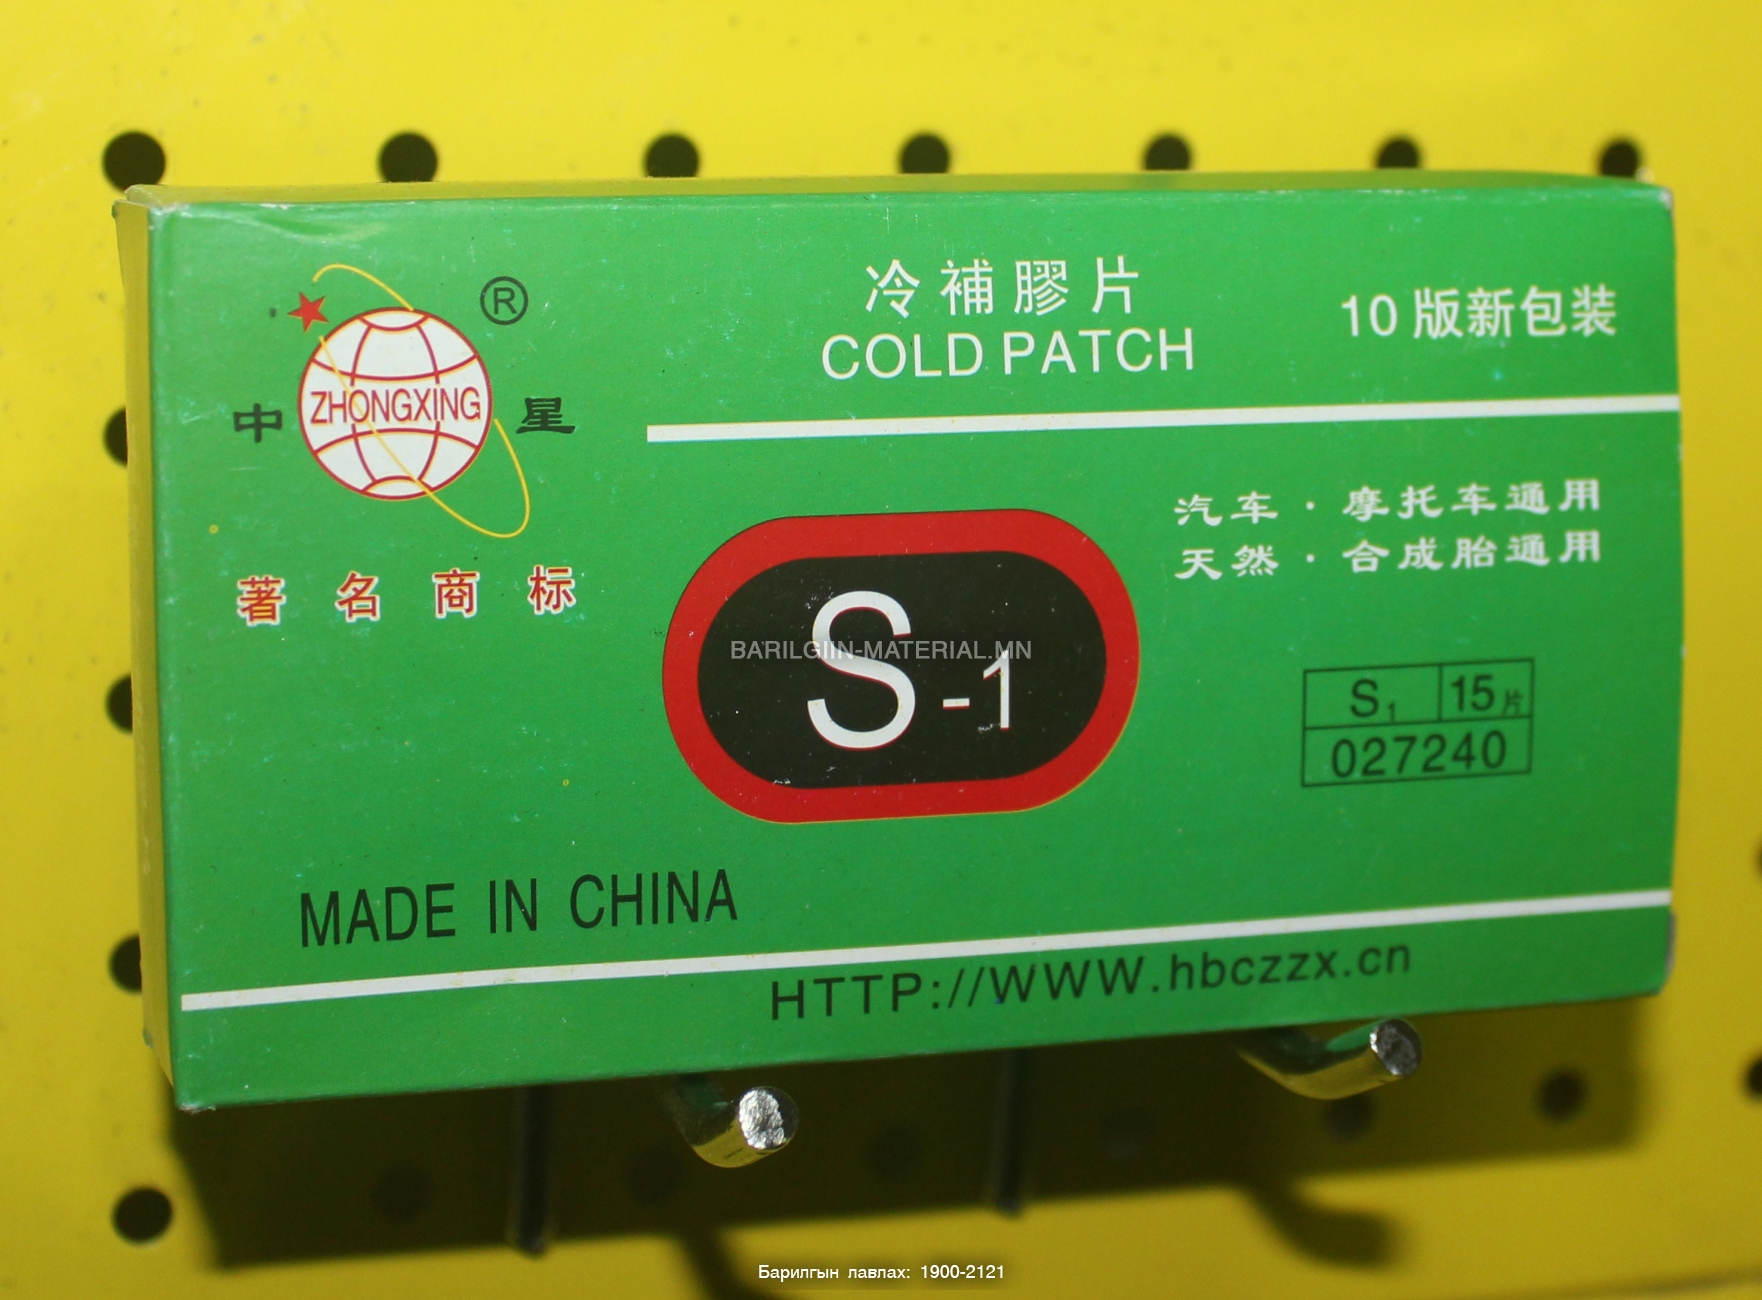 ®
中 ZHONGXING 星
著名商标
冷補膠片
COLD PATCH
10版新包装
汽车·摩托车通用
天然·合成胎通用
S-1
BARILGIIN-MATERIAL.MN
S1 15片
027240
MADE IN CHINA
HTTP://WWW.hbczzx.cn
Барилгын лавлах: 1900-2121